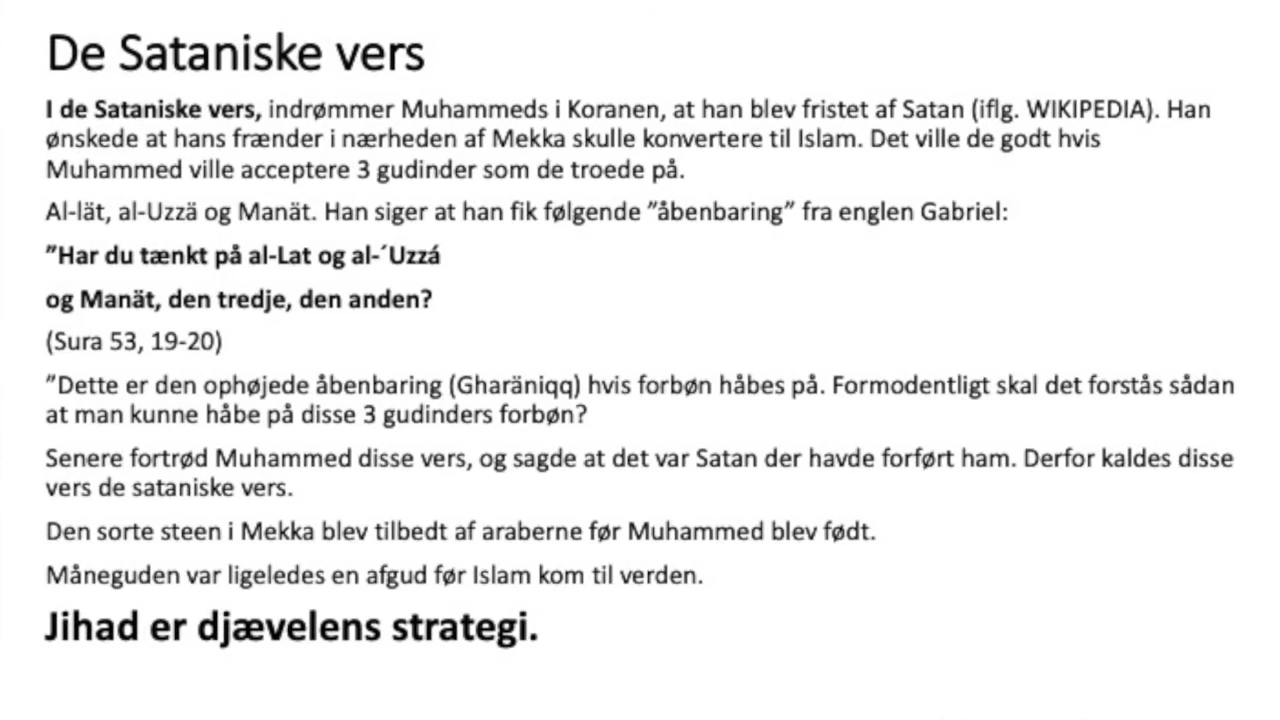 De Sataniske vers
I de Sataniske vers, indrømmer Muhammeds i Koranen, at han blev fristet af Satan (iflg. WIKIPEDIA). Han
ønskede at hans frænder i nærheden af Mekka skulle konvertere til Islam. Det ville de godt hvis
Muhammed ville acceptere 3 gudinder som de troede på.
Al-lät, al-Uzzä og Manät. Han siger at han fik følgende ”åbenbaring” fra englen Gabriel:
”Har du tænkt på al-Lat og al-´Uzzá
og Manät, den tredje, den anden?
(Sura 53, 19-20)
”Dette er den ophøjede åbenbaring (Gharäniqq) hvis forbøn håbes på. Formodentligt skal det forstås sådan
at man kunne håbe på disse 3 gudinders forbøn?
Senere fortrød Muhammed disse vers, og sagde at det var Satan der havde forført ham. Derfor kaldes disse
vers de sataniske vers.
Den sorte steen i Mekka blev tilbedt af araberne før Muhammed blev født.
Måneguden var ligeledes en afgud før Islam kom til verden.
Jihad er djævelens strategi.